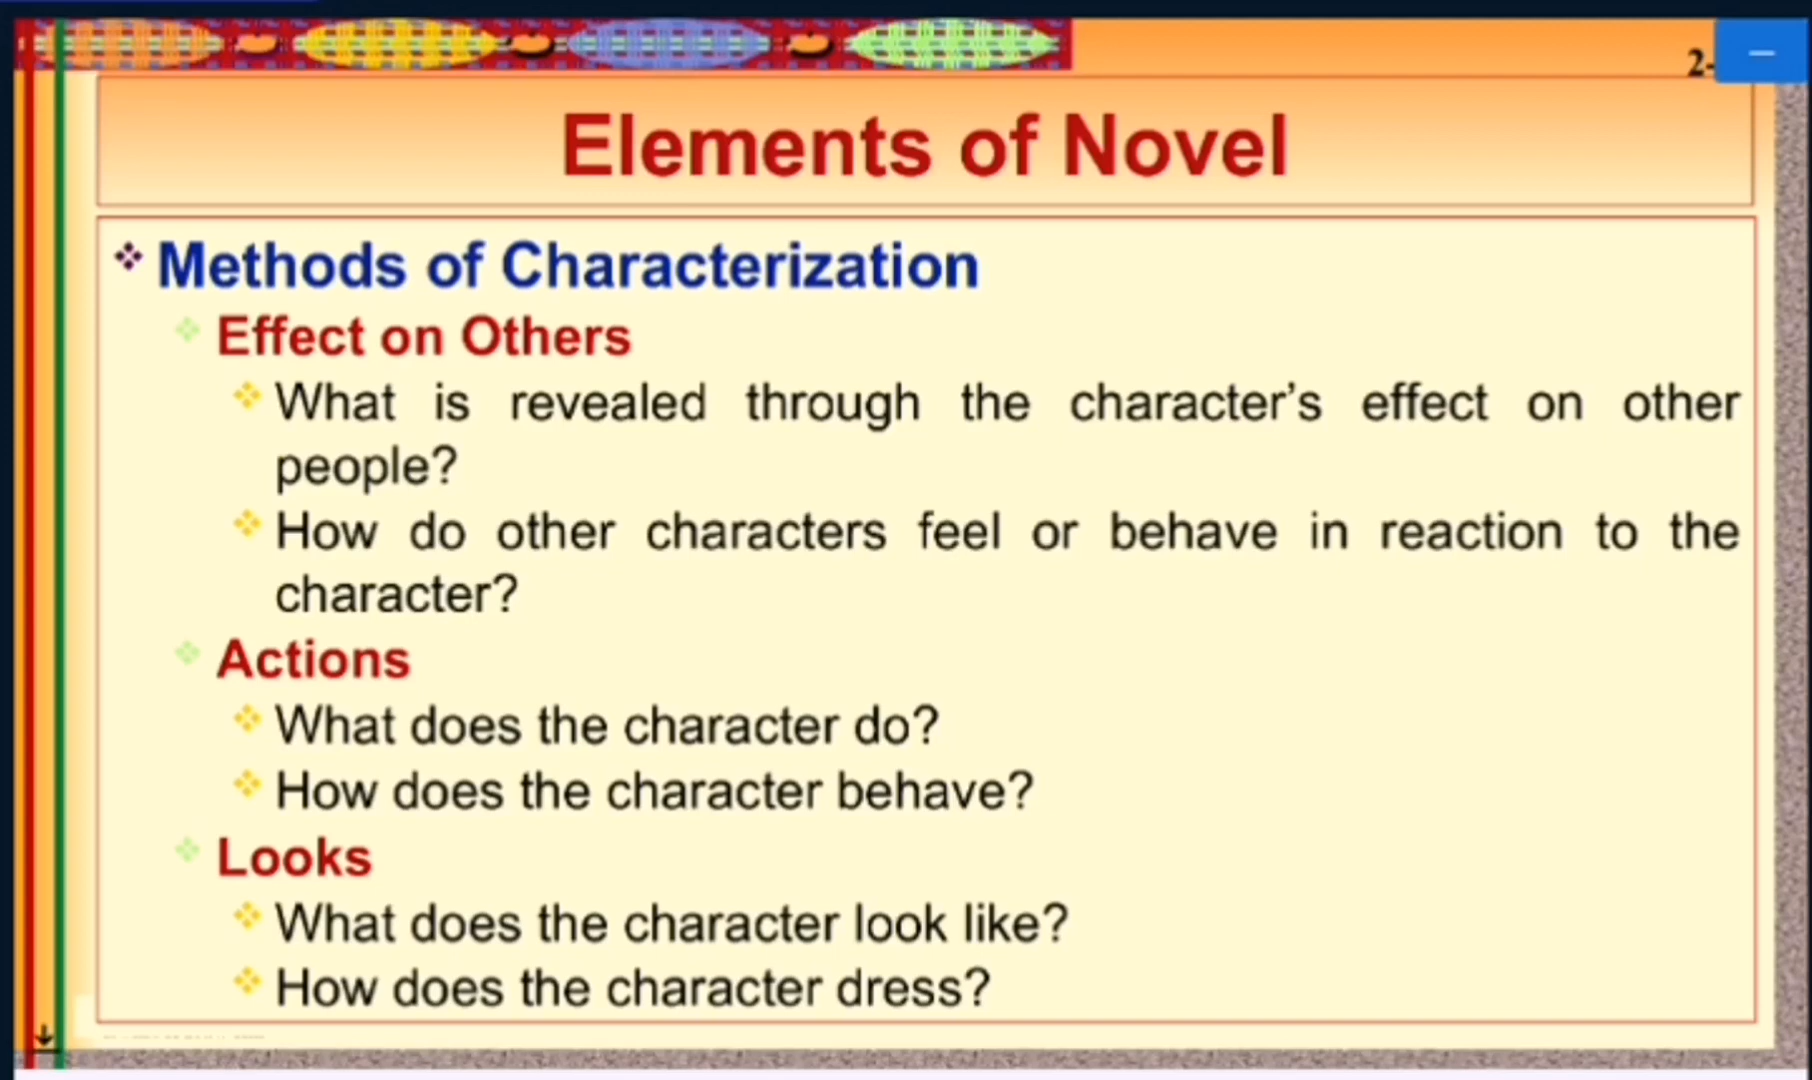 2-
Elements of Novel
Methods of Characterization
Effect on Others
What is revealed through the character’s effect on other
people?
How do other characters feel or behave in reaction to the
character?
Actions
What does the character do?
How does the character behave?
Looks
What does the character look like?
How does the character dress?